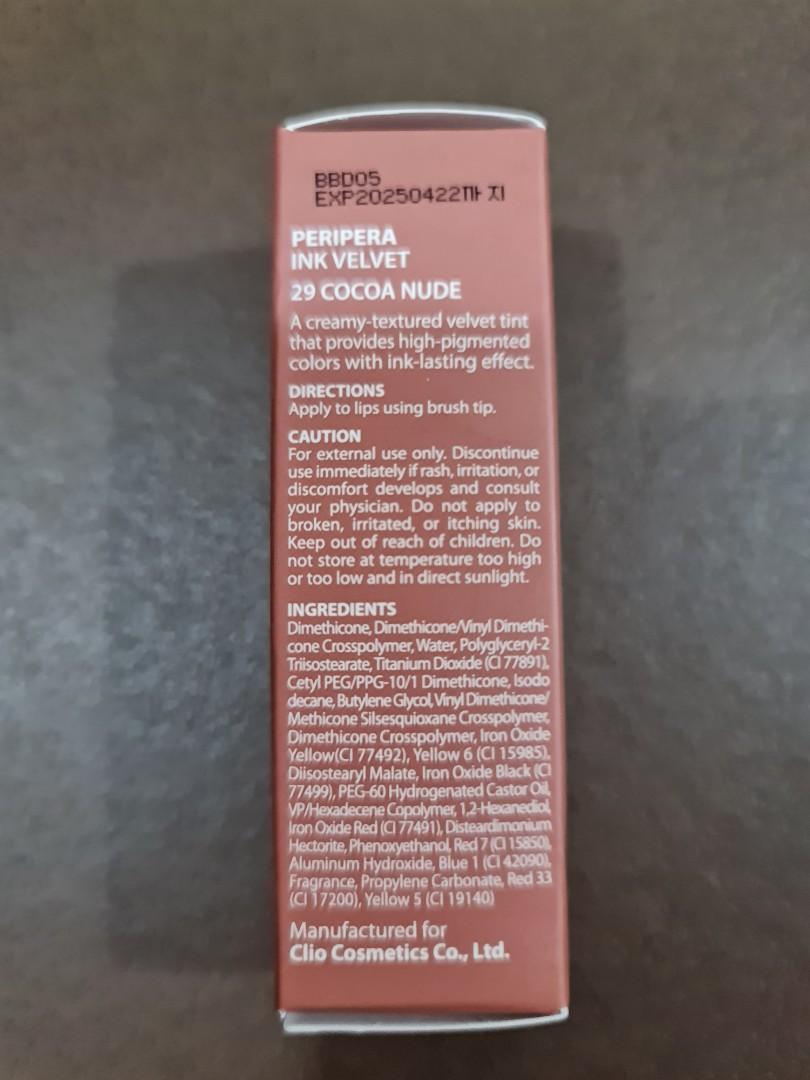 BBD05
EXP20250422까지
PERIPERA
INK VELVET
29 COCOA NUDE
A creamy-textured velvet tint
that provides high-pigmented
colors with ink-lasting effect.
DIRECTIONS
Apply to lips using brush tip.
CAUTION
For external use only. Discontinue
use immediately if rash, irritation, or
discomfort develops and consult
your physician. Do not apply to
broken, irritated, or itching skin.
Keep out of reach of children. Do
not store at temperature too high
or too low and in direct sunlight.
INGREDIENTS
Dimethicone, Dimethicone/Vinyl Dimethi-
cone Crosspolymer, Water, Polyglyceryl-2
Triisostearate, Titanium Dioxide (CI 77891),
Cetyl PEG/PPG-10/1 Dimethicone, Isodo
decane, Butylene Glycol, Vinyl Dimethicone/
Methicone Silsesquioxane Crosspolymer,
Dimethicone Crosspolymer, Iron Oxide
Yellow(CI 77492), Yellow 6 (CI 15985),
Diisostearyl Malate, Iron Oxide Black (CI
77499), PEG-60 Hydrogenated Castor Oil,
VP/Hexadecene Copolymer, 1,2-Hexanediol,
Iron Oxide Red (CI 77491), Disteardimonium
Hectorite, Phenoxyethanol, Red 7 (CI 15850),
Aluminum Hydroxide, Blue 1 (CI 42090),
Fragrance, Propylene Carbonate, Red 33
(CI 17200), Yellow 5 (CI 19140)
Manufactured for
Clio Cosmetics Co., Ltd.